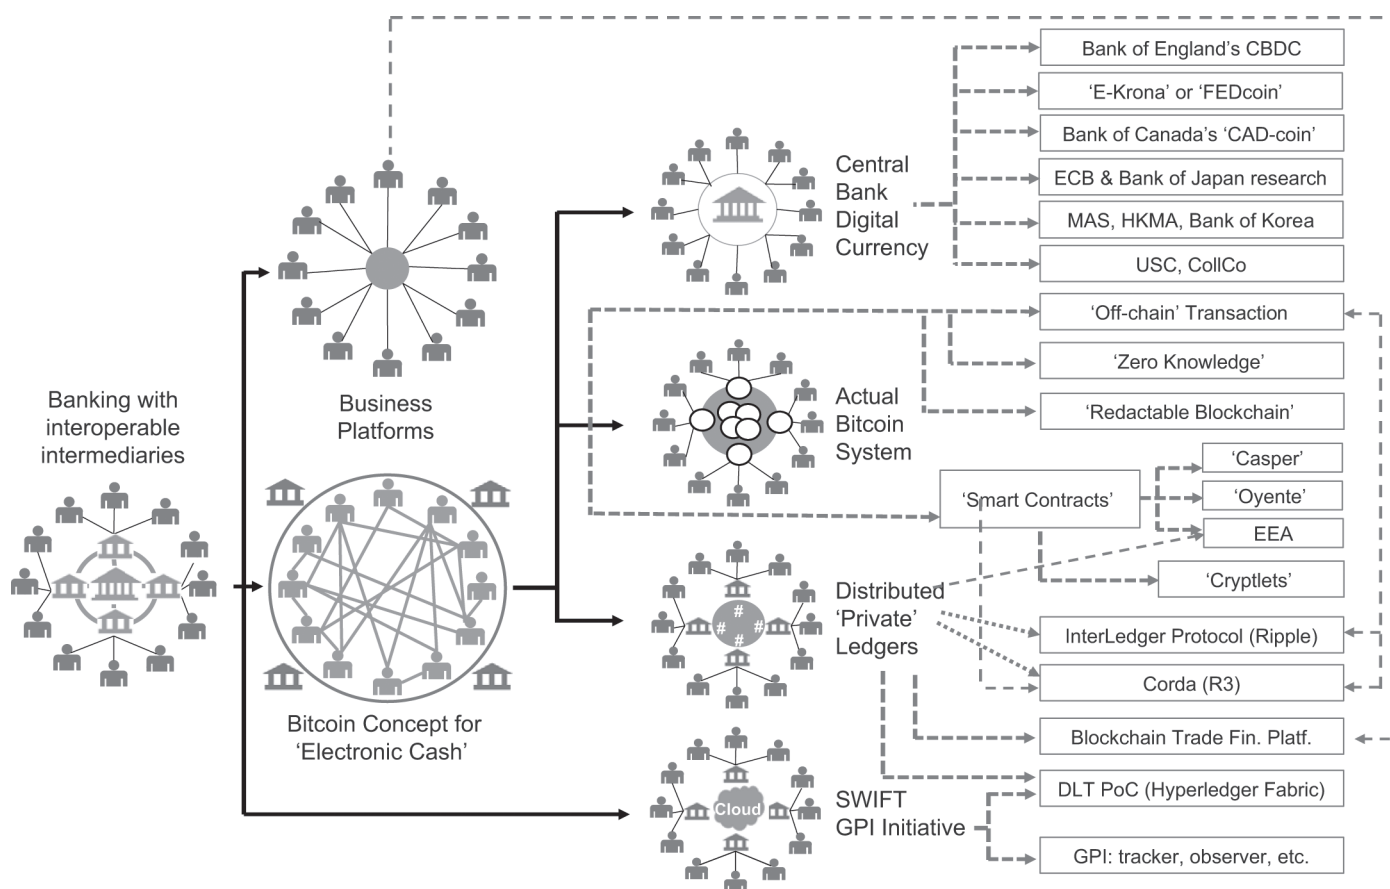 Banking with
interoperable
intermediaries
Business
Platforms
Bitcoin Concept for
‘Electronic Cash’
Central
Bank
Digital
Currency
Actual
Bitcoin
System
#
# #
#
Distributed
‘Private’
Ledgers
Cloud
SWIFT
GPI Initiative
Bank of England’s CBDC
‘E-Krona’ or ‘FEDcoin’
Bank of Canada’s ‘CAD-coin’
ECB & Bank of Japan research
MAS, HKMA, Bank of Korea
USC, CollCo
‘Off-chain’ Transaction
‘Zero Knowledge’
‘Redactable Blockchain’
‘Smart Contracts’
‘Casper’
‘Oyente’
EEA
‘Cryptlets’
InterLedger Protocol (Ripple)
Corda (R3)
Blockchain Trade Fin. Platf.
DLT PoC (Hyperledger Fabric)
GPI: tracker, observer, etc.